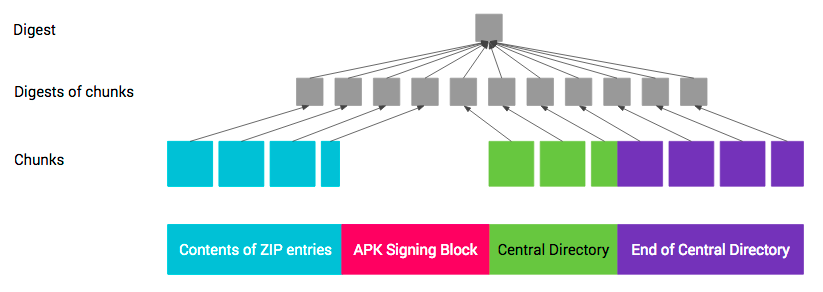 Digest
Digests of chunks
Chunks
Contents of ZIP entries
APK Signing Block
Central Directory
End of Central Directory